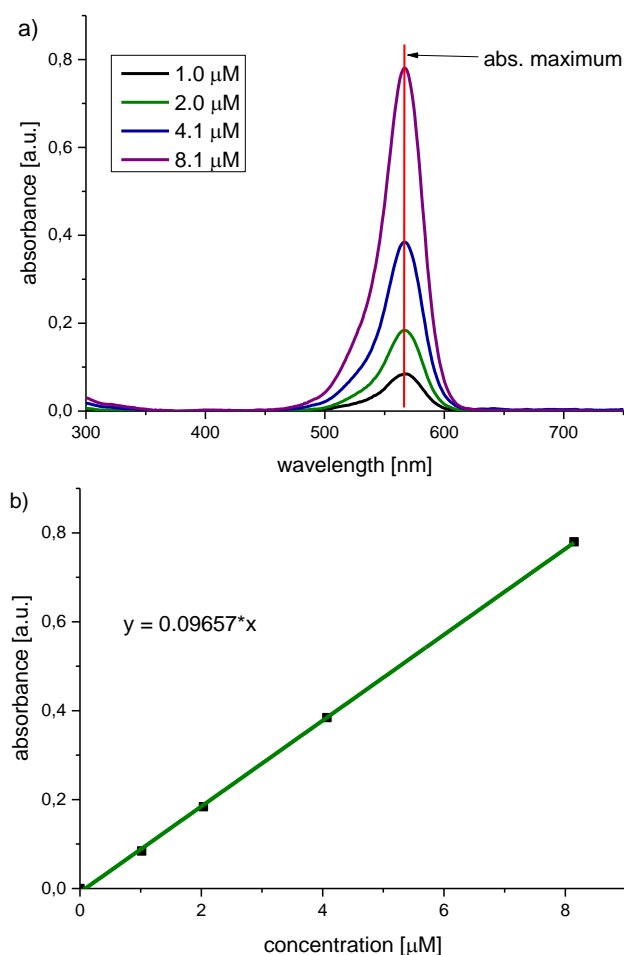 a)
1.0 μM
2.0 μM
4.1 μM
8.1 μM
abs. maximum
0,8
0,6
0,4
0,2
0,0
absorbance [a.u.]
300 400 500 600 700
wavelength [nm]
b)
y = 0.09657*x
0,8
0,6
0,4
0,2
0,0
absorbance [a.u.]
0 2 4 6 8
concentration [μM]